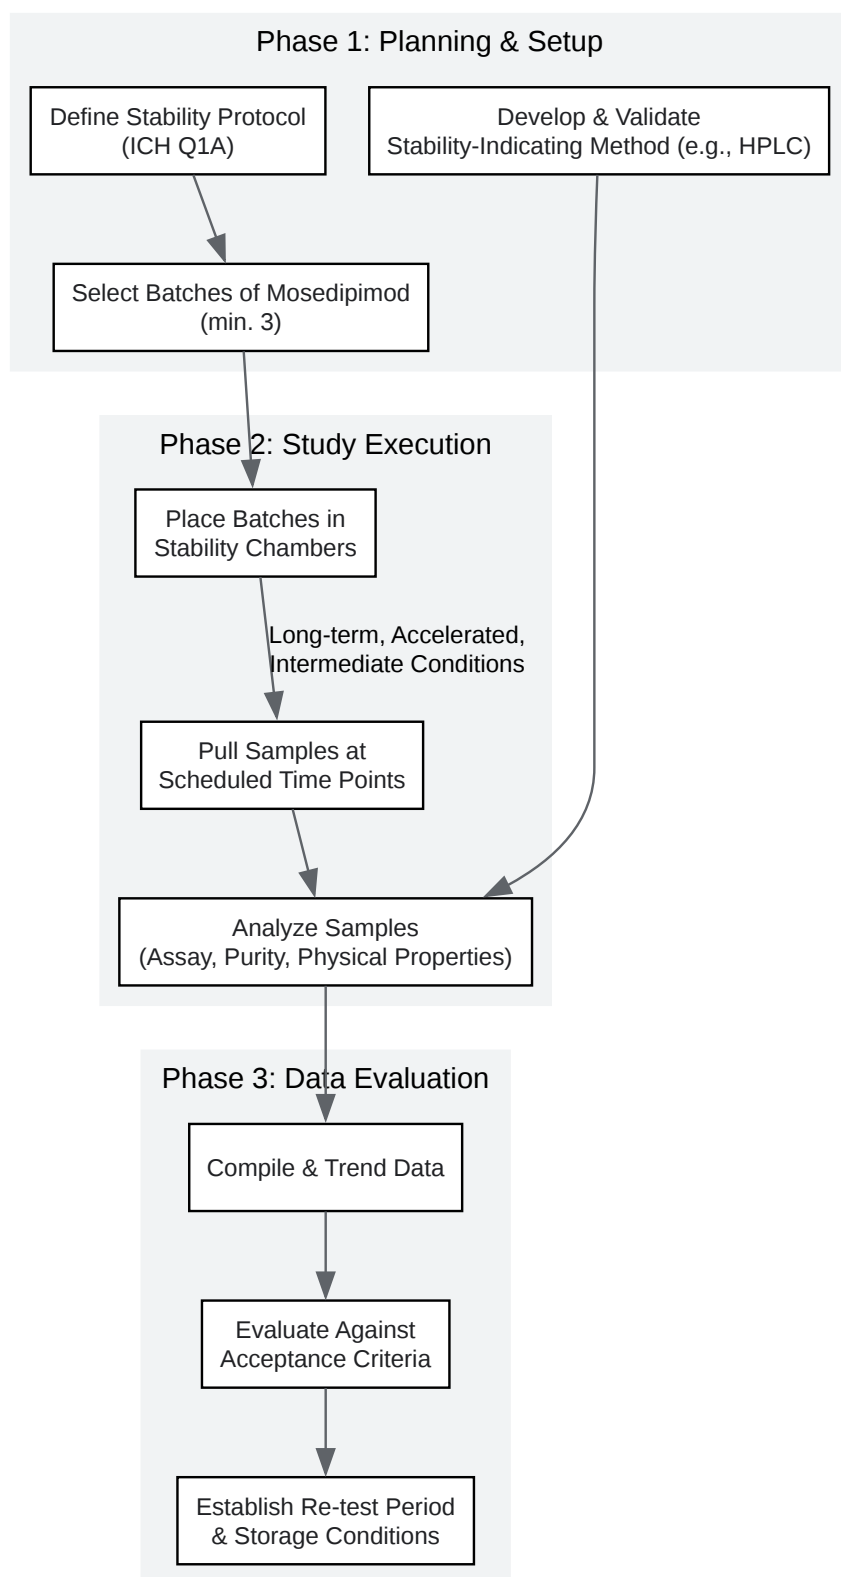 Phase 1: Planning & Setup
Define Stability Protocol
(ICH Q1A)
Develop & Validate
Stability-Indicating Method (e.g., HPLC)
Select Batches of Mosedipimod
(min. 3)
Phase 2: Study Execution
Place Batches in
Stability Chambers
Long-term, Accelerated,
Intermediate Conditions
Pull Samples at
Scheduled Time Points
Analyze Samples
(Assay, Purity, Physical Properties)
Phase 3: Data Evaluation
Compile & Trend Data
Evaluate Against
Acceptance Criteria
Establish Re-test Period
& Storage Conditions